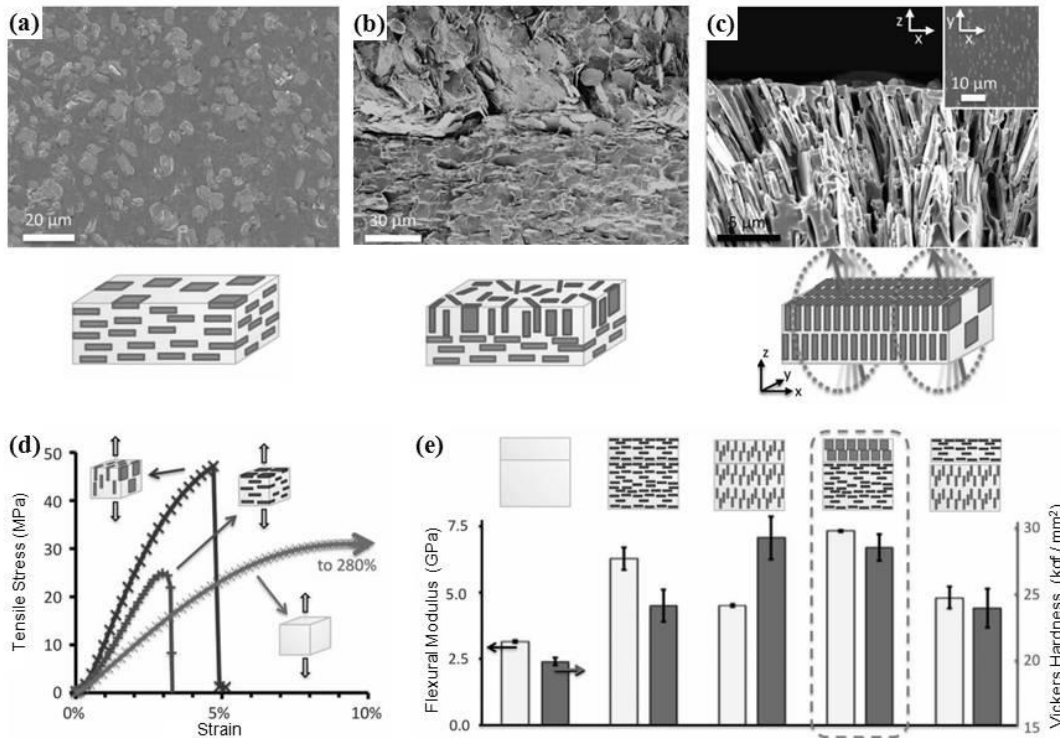 (a)
20 µm
(b)
30 µm
(c)
z
x
y
x
10 µm
5 µm
z
y
x
(d)
50
40
30
20
10
0
Tensile Stress (MPa)
to 280%
0%
5%
10%
Strain
(e)
7.5
5.0
2.5
0.0
Flexural Modulus (GPa)
30
25
20
15
Vickers Hardness (kgf/mm²)